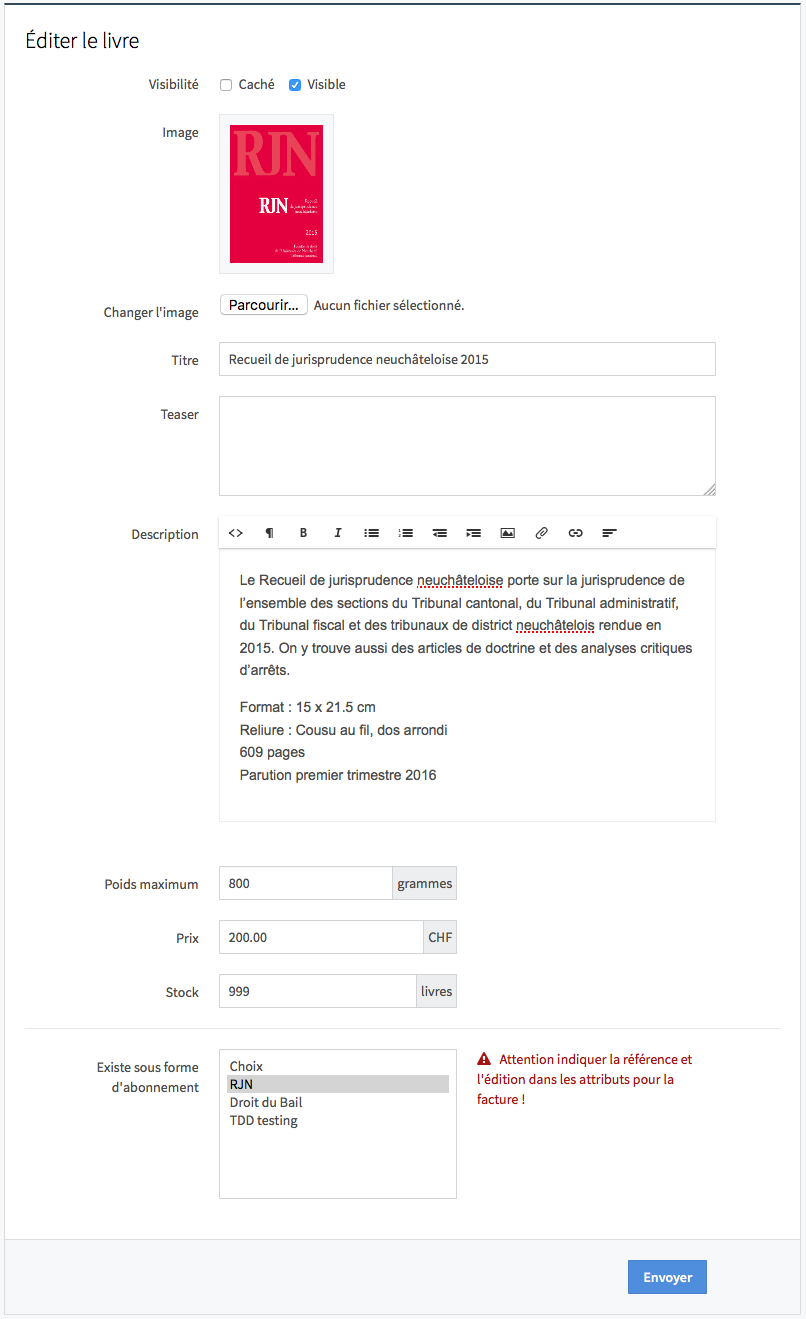 Éditer le livre
Visibilité Caché Visible
Image
RJN
RJN Recueil
de jurisprudence
neuchâteloise
2015
Changer l'image Parcourir... Aucun fichier sélectionné.
Titre Recueil de jurisprudence neuchâteloise 2015
Teaser
Description <> ¶ B I
Le Recueil de jurisprudence neuchâteloise porte sur la jurisprudence de
l'ensemble des sections du Tribunal cantonal, du Tribunal administratif,
du Tribunal fiscal et des tribunaux de district neuchâtelois rendue en
2015. On y trouve aussi des articles de doctrine et des analyses critiques
d'arrêts.
Format : 15 x 21.5 cm
Reliure : Cousu au fil, dos arrondi
609 pages
Parution premier trimestre 2016
Poids maximum 800 grammes
Prix 200.00 CHF
Stock 999 livres
Existe sous forme
d'abonnement
Choix
RJN
Droit du Bail
TDD testing
Attention indiquer la référence et
l'édition dans les attributs pour la
facture !
Envoyer